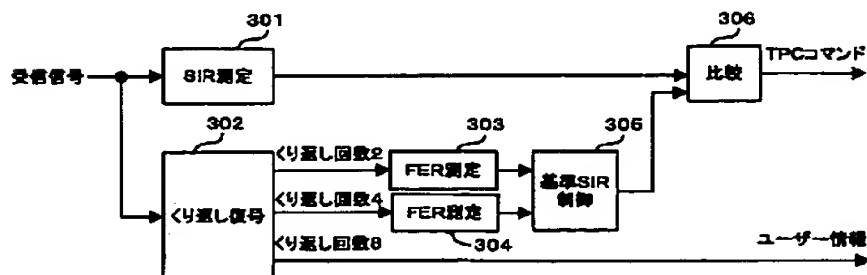 301
306
TPCコマンド
受信信号
SIR測定
比較
302
303
305
くり返し回数2
FER測定
基準SIR
制御
くり返し復号
くり返し回数4
FER測定
304
くり返し回数8
ユーザー情報